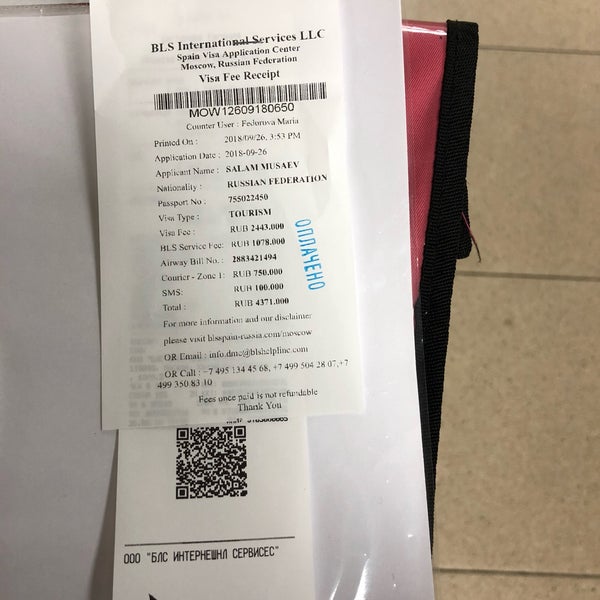 BLS International Services LLC
Spain Visa Application Center
Moscow, Russian Federation
Visa Fee Receipt
MOW12609180650
Counter User : Fedorova Maria
Printed On : 2018/09/26, 3:53 PM
Application Date : 2018-09-26
Applicant Name : SALAM MUSAEV
Nationality : RUSSIAN FEDERATION
Passport No : 755022450
Visa Type : TOURISM
Visa Fee : RUB 2443.000
BLS Service Fee: RUB 1078.000
Airway Bill No. : 2883421494
Courier - Zone 1: RUB 750.000
SMS: RUB 100.000
Total : RUB 4371.000
ОПЛАЧЕНО
For more information and our disclaimer
please visit blsspain-russia.com/moscow
OR Email : info.dme@blshelpline.com
OR Call : +7 495 134 45 68, +7 499 504 28 07,+7
499 350 83 10
Fees once paid is not refundable
Thank You
ООО "БЛС ИНТЕРНЕШНЛ СЕРВИСЕС"